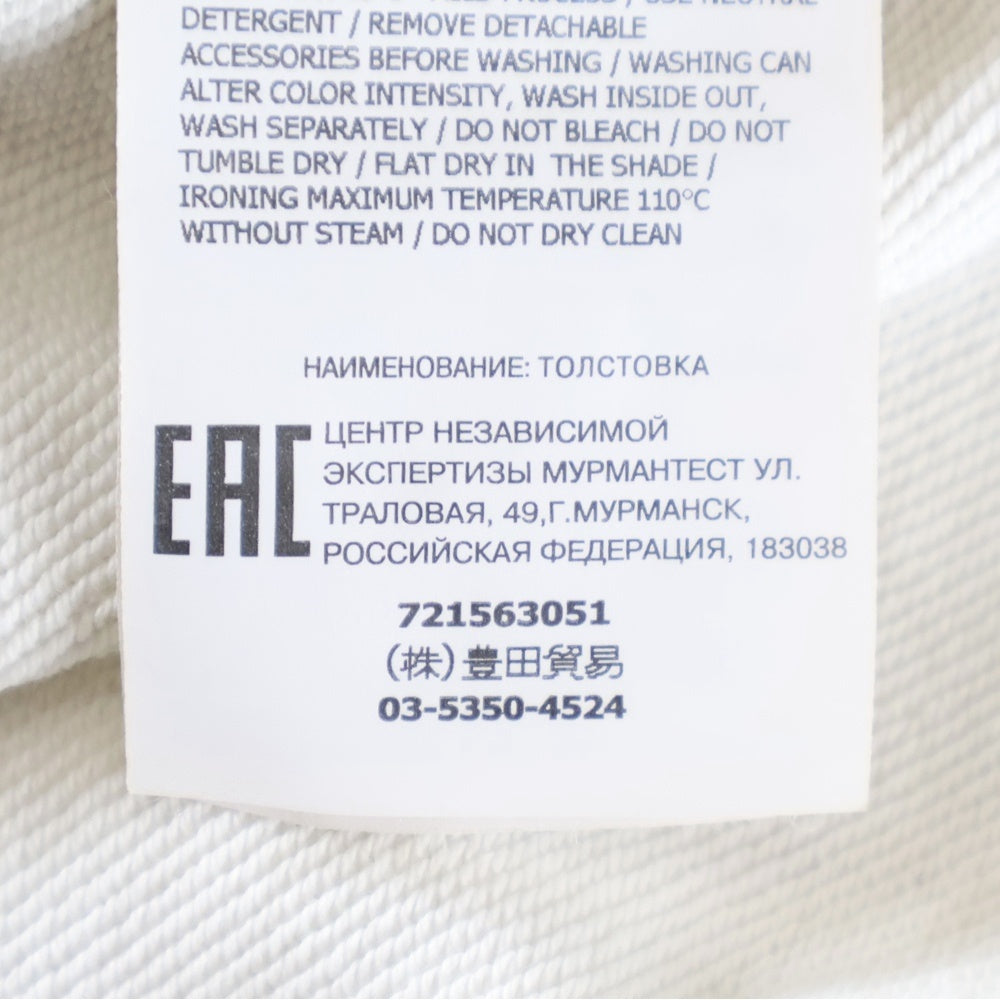 DETERGENT / REMOVE DETACHABLE
ACCESSORIES BEFORE WASHING / WASHING CAN
ALTER COLOR INTENSITY, WASH INSIDE OUT,
WASH SEPARATELY / DO NOT BLEACH / DO NOT
TUMBLE DRY / FLAT DRY IN THE SHADE /
IRONING MAXIMUM TEMPERATURE 110°C
WITHOUT STEAM / DO NOT DRY CLEAN
НАИМЕНОВАНИЕ: ТОЛСТОВКА
EAC
ЦЕНТР НЕЗАВИСИМОЙ
ЭКСПЕРТИЗЫ МУРМАНТЕСТ УЛ.
ТРАЛОВАЯ, 49,Г.МУРМАНСК,
РОССИЙСКАЯ ФЕДЕРАЦИЯ, 183038
721563051
(株)豊田貿易
03-5350-4524